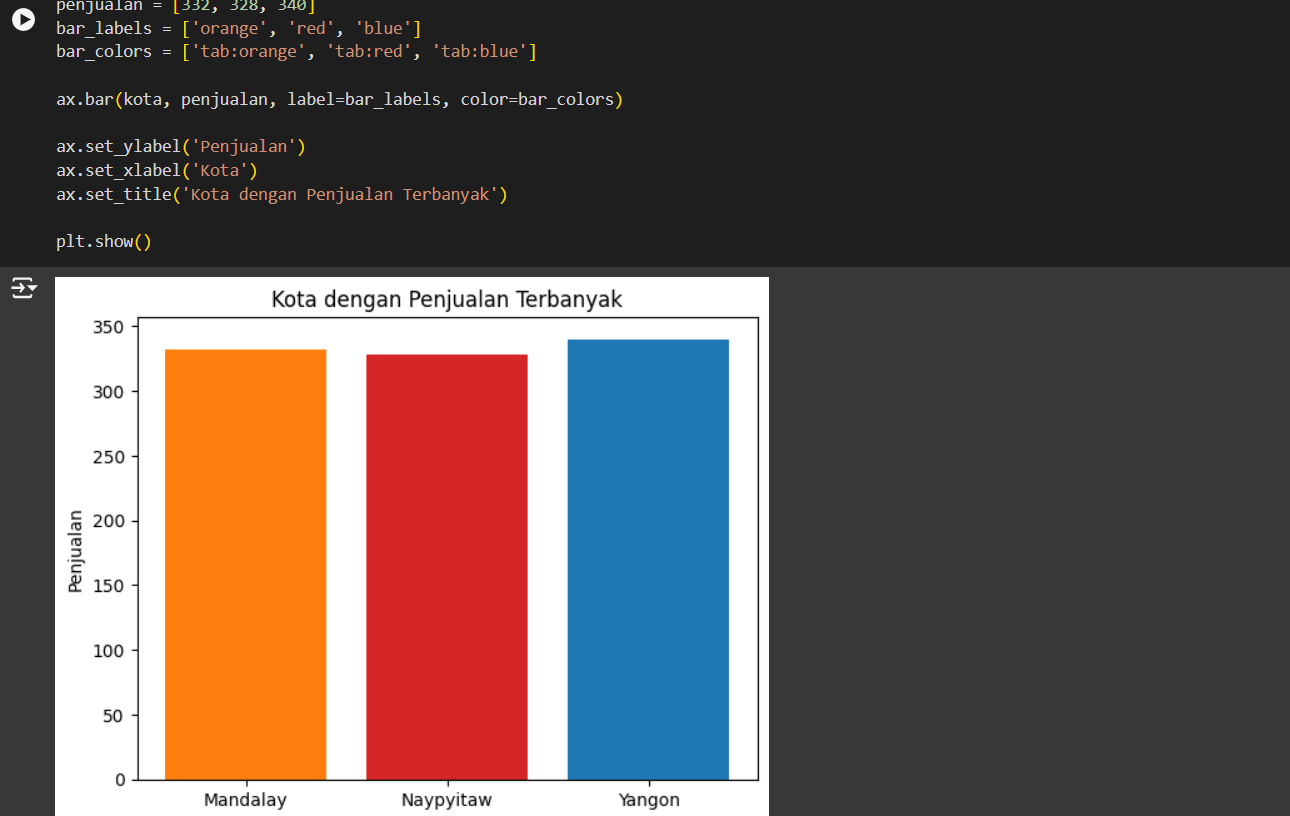 penjualan = [332, 328, 340]
bar_labels = ['orange', 'red', 'blue']
bar_colors = ['tab:orange', 'tab:red', 'tab:blue']
ax.bar(kota, penjualan, label=bar_labels, color=bar_colors)
ax.set_ylabel('Penjualan')
ax.set_xlabel('Kota')
ax.set_title('Kota dengan Penjualan Terbanyak')
plt.show()
Kota dengan Penjualan Terbanyak
350
300
250
200
150
100
50
0
Penjualan
Mandalay
Naypyitaw
Yangon